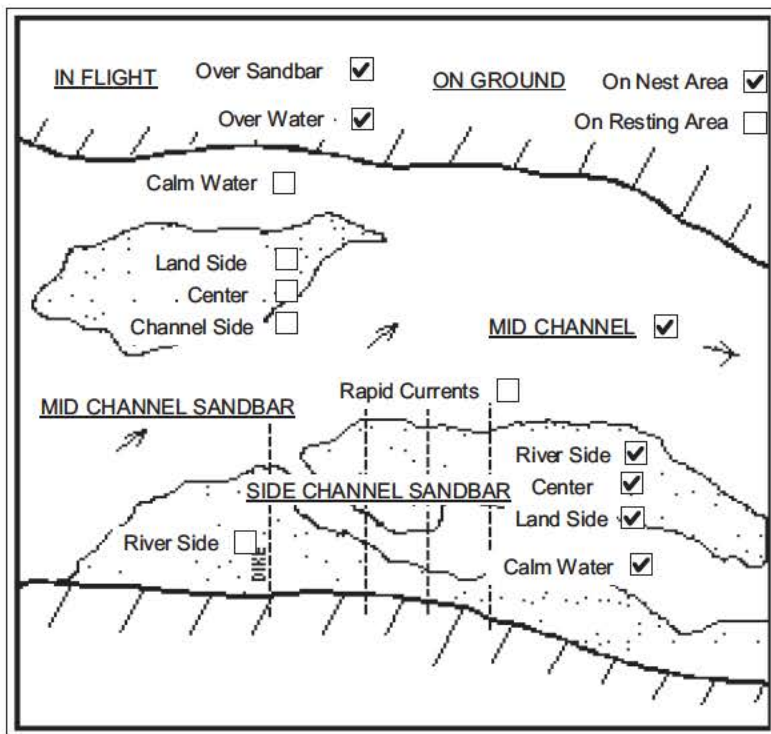 IN FLIGHT Over Sandbar ☑ ON GROUND On Nest Area ☑
Over Water ☑ On Resting Area ☐
Calm Water ☐
Land Side ☐
Center ☐
Channel Side ☐
MID CHANNEL ☑
Rapid Currents ☐
MID CHANNEL SANDBAR
River Side ☑
SIDE CHANNEL SANDBAR Center ☑
Land Side ☑
River Side ☐
DIKE
Calm Water ☑